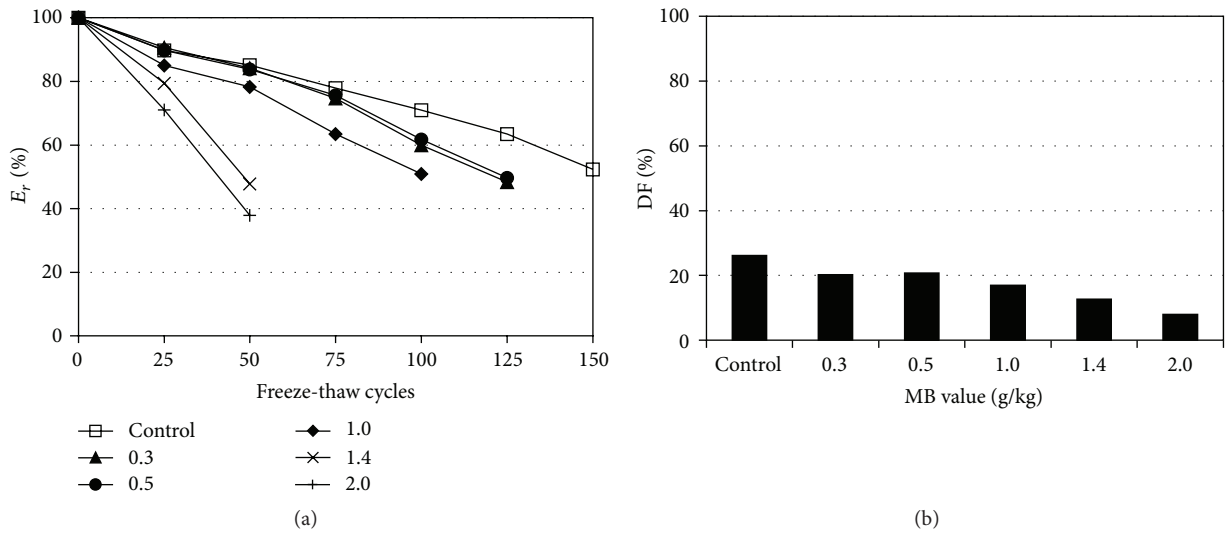 100
80
60
40
20
0
E_r (%)
0 25 50 75 100 125 150
Freeze-thaw cycles
Control
0.3
0.5
1.0
1.4
2.0
(a)
100
80
60
40
20
0
DF (%)
Control 0.3 0.5 1.0 1.4 2.0
MB value (g/kg)
(b)